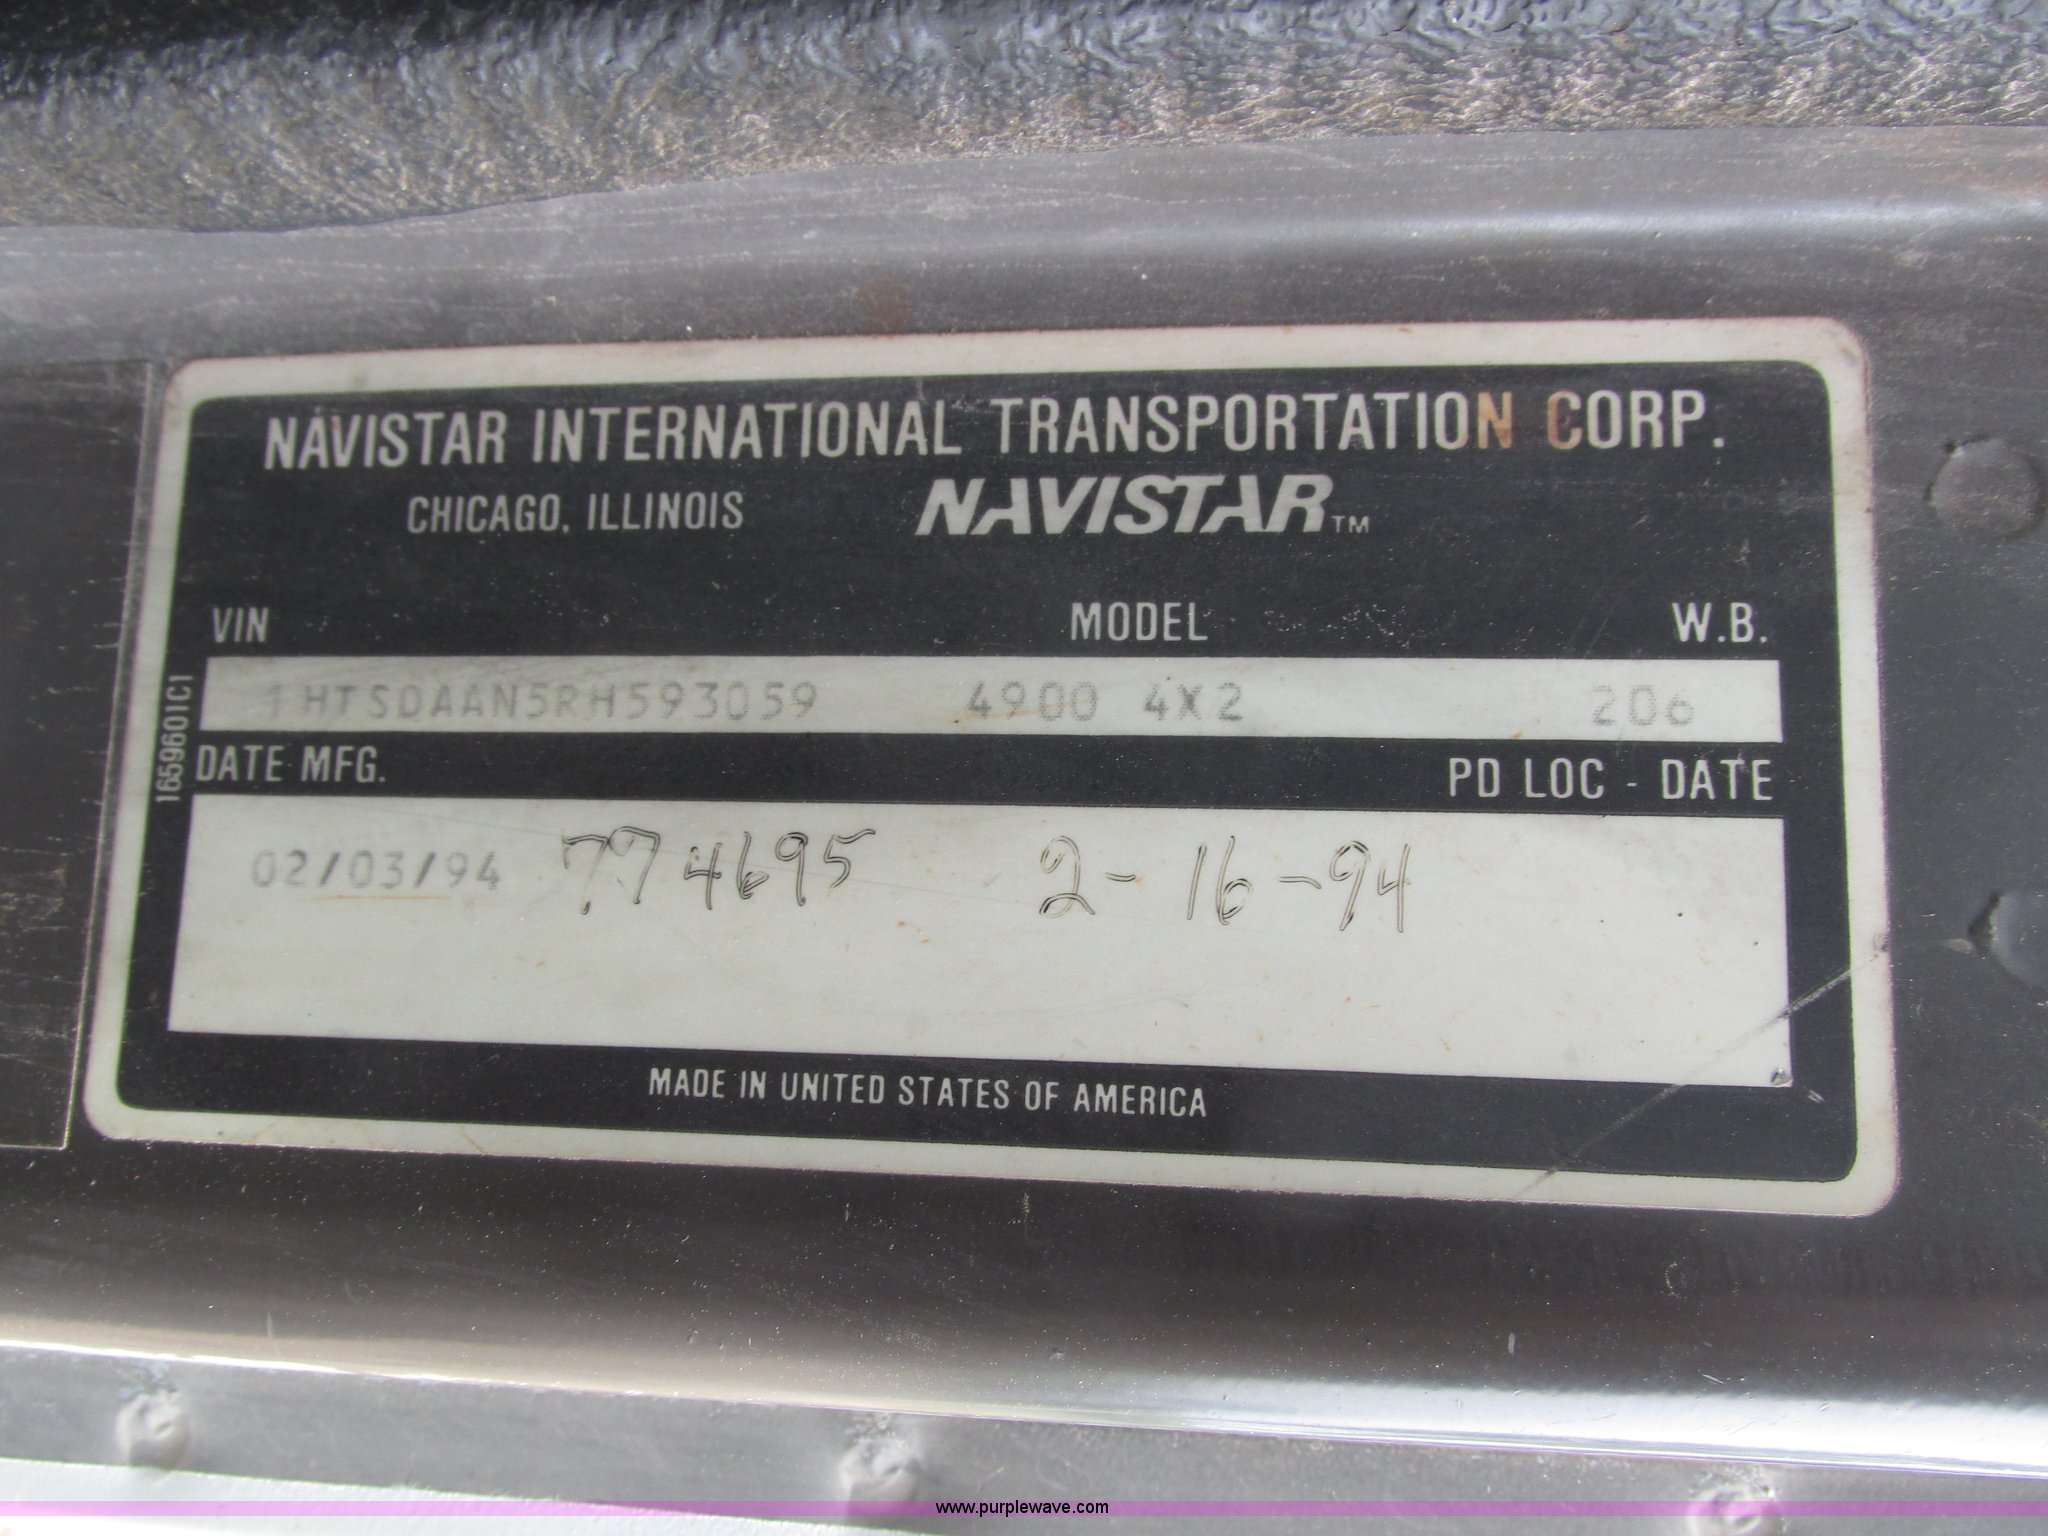 NAVISTAR INTERNATIONAL TRANSPORTATION CORP.
CHICAGO, ILLINOIS NAVISTAR™
VIN MODEL W.B.
1HTSDAAN5RH593059 4900 4X2 206
1659601C1
DATE MFG. PD LOC - DATE
02/03/94 774695 2-16-94
MADE IN UNITED STATES OF AMERICA
www.purplewave.com